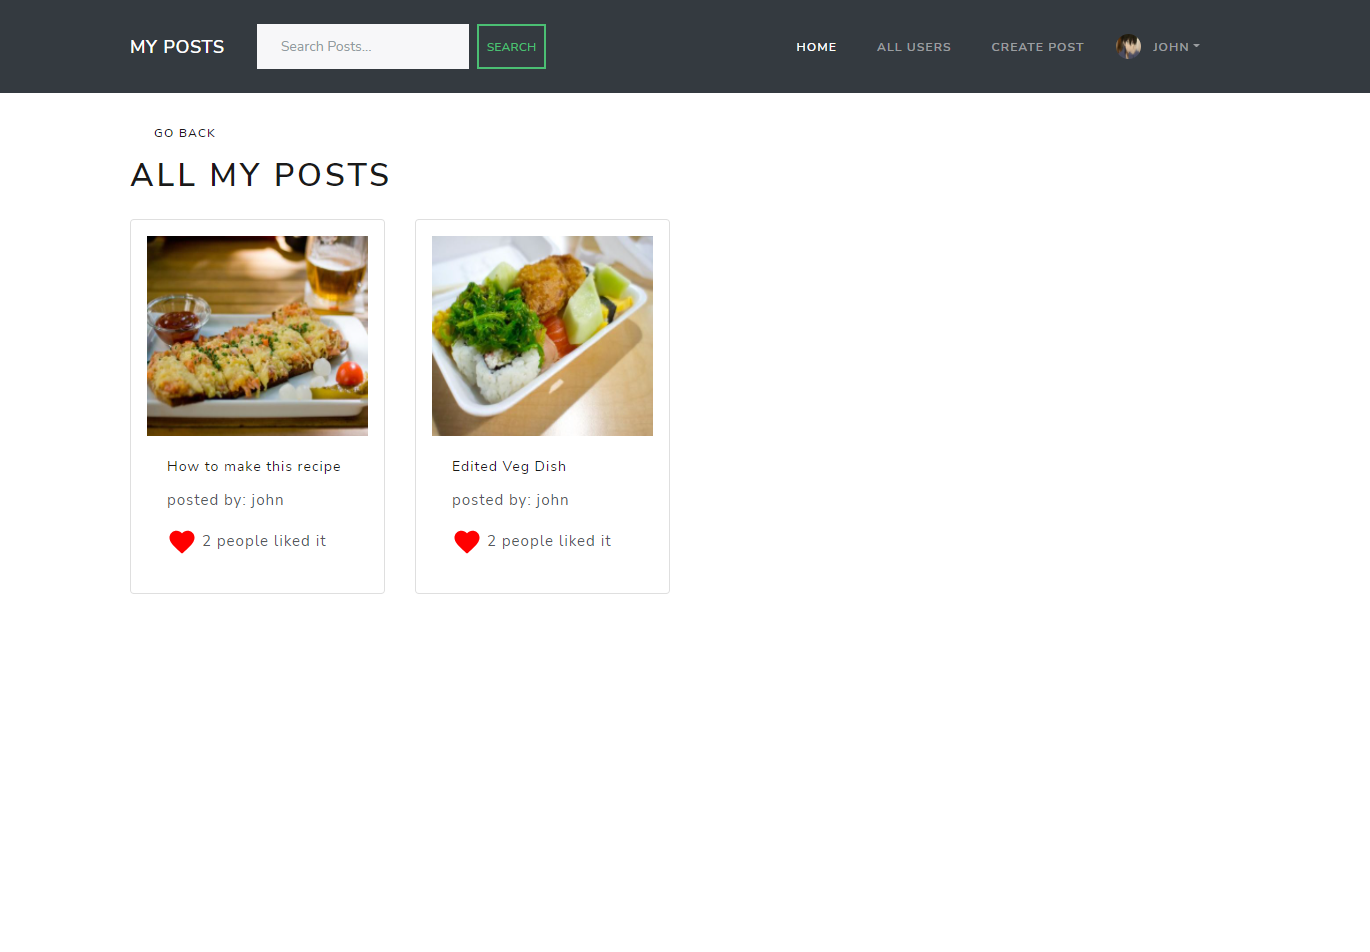 MY POSTS
Search Posts...
SEARCH
HOME
ALL USERS
CREATE POST
JOHN
GO BACK
ALL MY POSTS
How to make this recipe
posted by: john
2 people liked it
Edited Veg Dish
posted by: john
2 people liked it